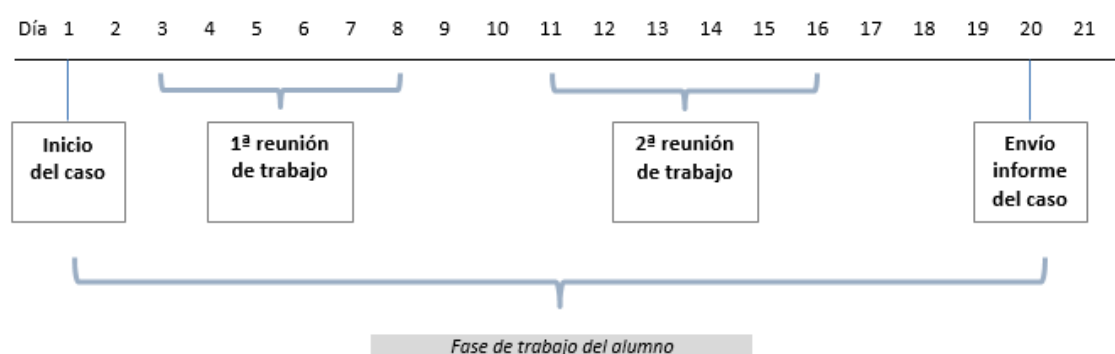 Día 1 2 3 4 5 6 7 8 9 10 11 12 13 14 15 16 17 18 19 20 21
Inicio
del caso
1ª reunión
de trabajo
2ª reunión
de trabajo
Envío
informe
del caso
Fase de trabajo del alumno